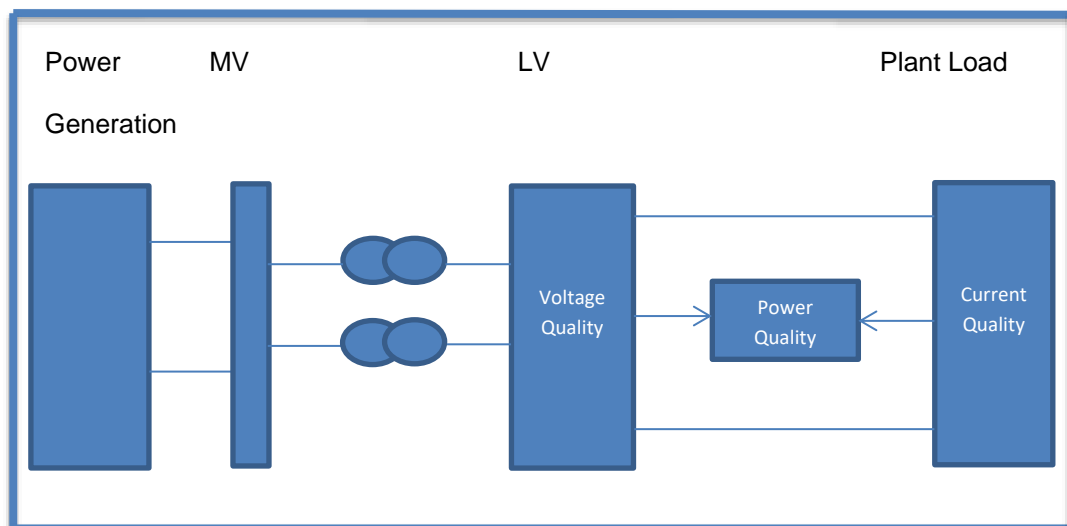 Power
Generation
MV
LV
Plant Load
Voltage
Quality
Power
Quality
Current
Quality